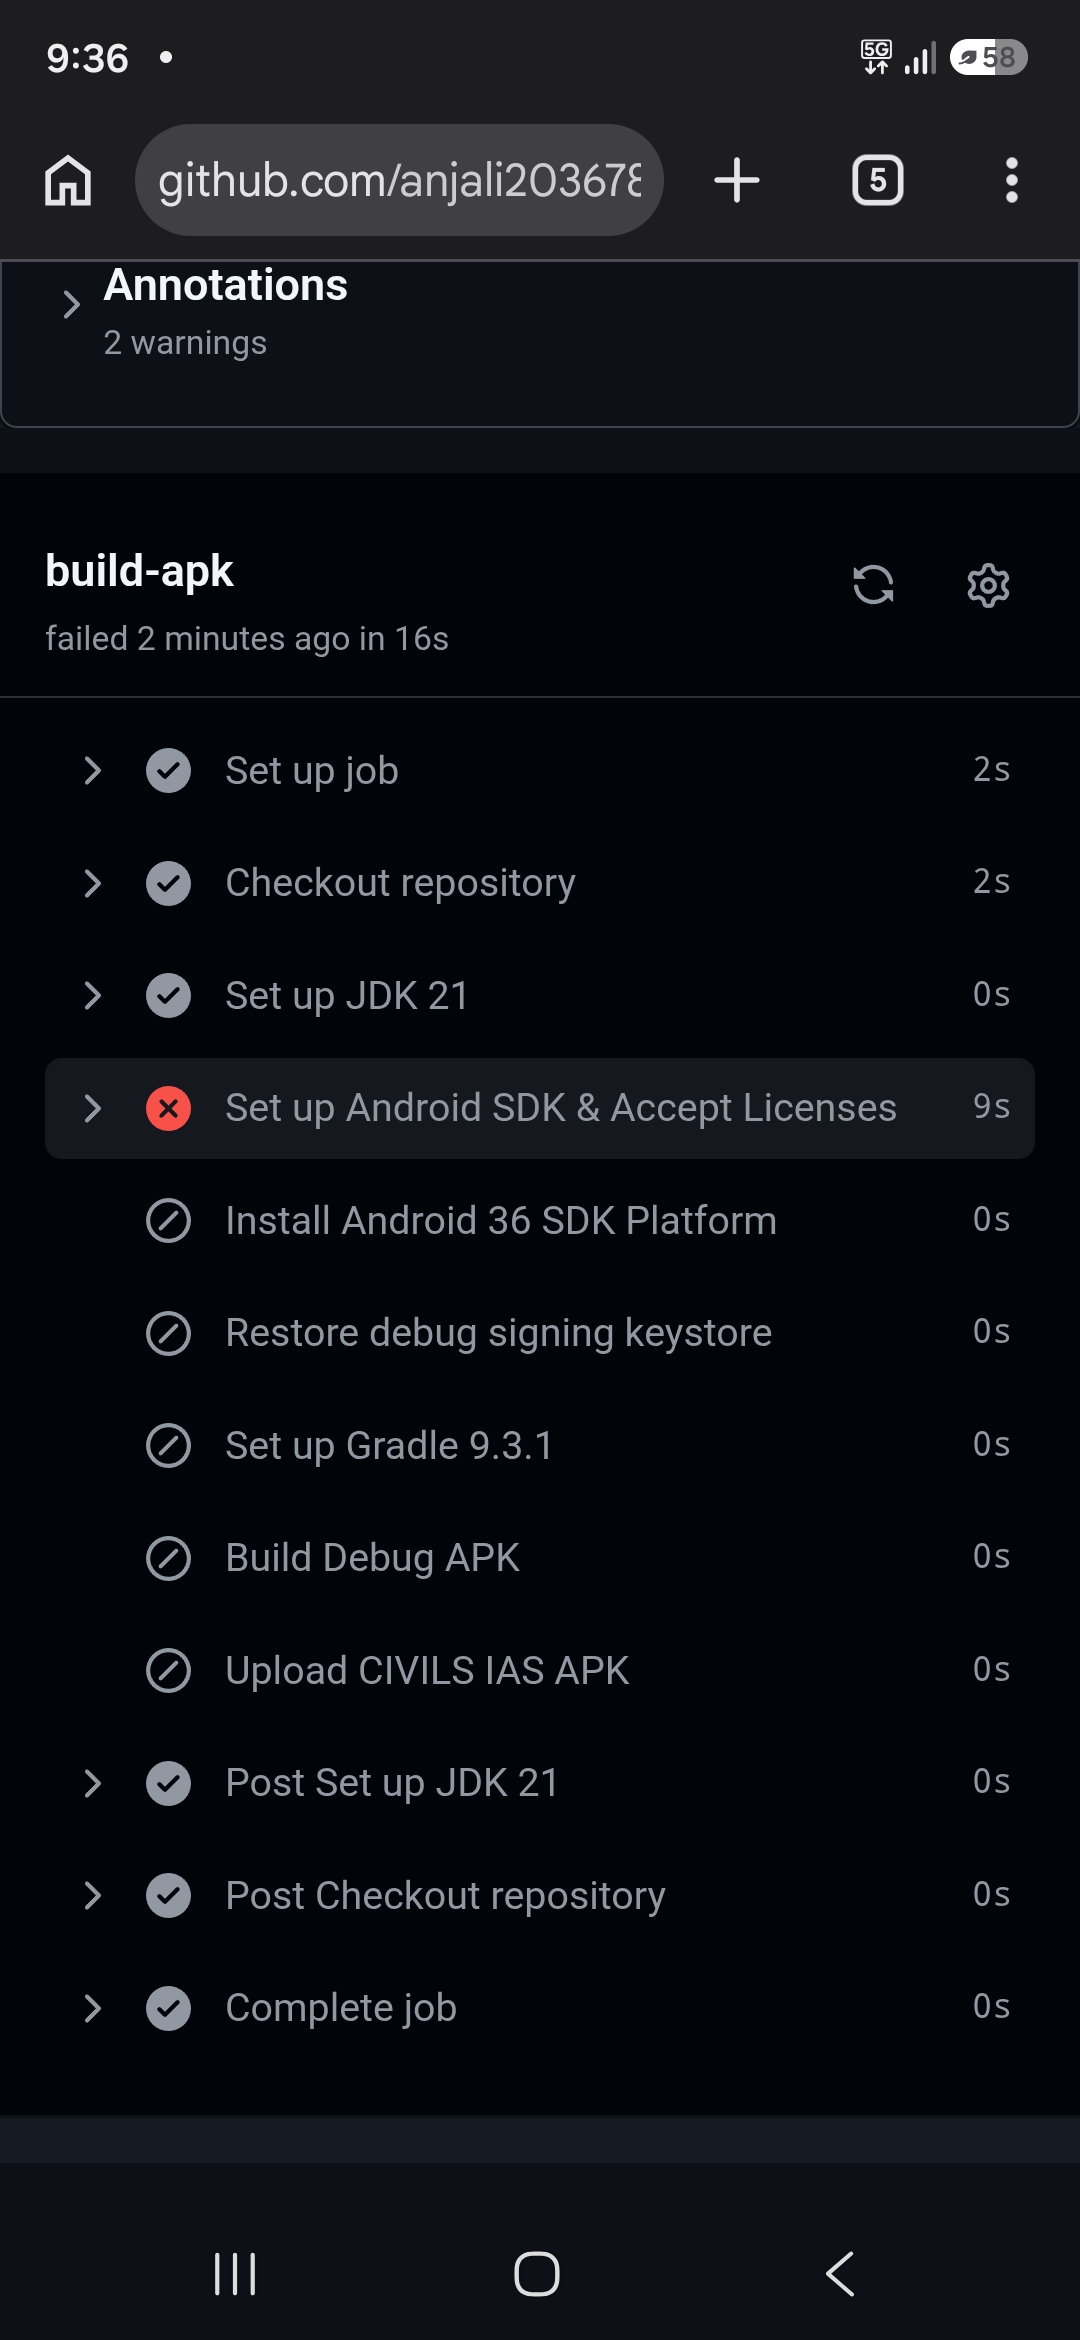 9:36
5G
58
github.com/anjali203678
5
Annotations
2 warnings
build-apk
failed 2 minutes ago in 16s
Set up job 2s
Checkout repository 2s
Set up JDK 21 0s
Set up Android SDK & Accept Licenses 9s
Install Android 36 SDK Platform 0s
Restore debug signing keystore 0s
Set up Gradle 9.3.1 0s
Build Debug APK 0s
Upload CIVILS IAS APK 0s
Post Set up JDK 21 0s
Post Checkout repository 0s
Complete job 0s